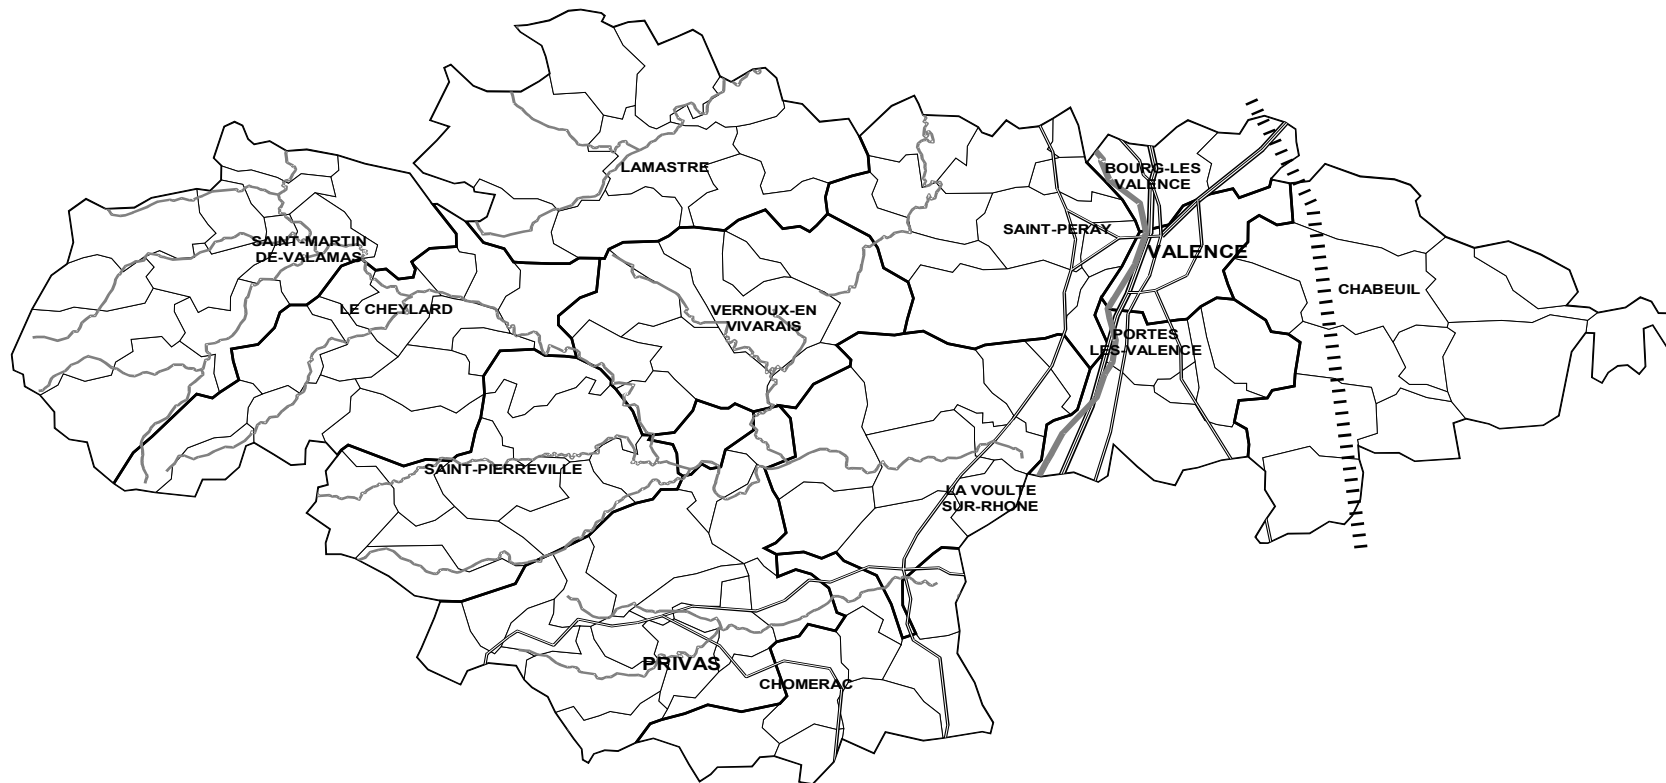 LAMASTRE
BOURG-LES
VALENCE
SAINT-PERAY
SAINT-MARTIN
DE-VALAMAS
VALENCE
CHABEUIL
LE CHEYLARD
VERNOUX-EN
VIVARAIS
PORTES
LES-VALENCE
SAINT-PIERREVILLE
LA VOULTE
SUR-RHONE
PRIVAS
CHOMERAC